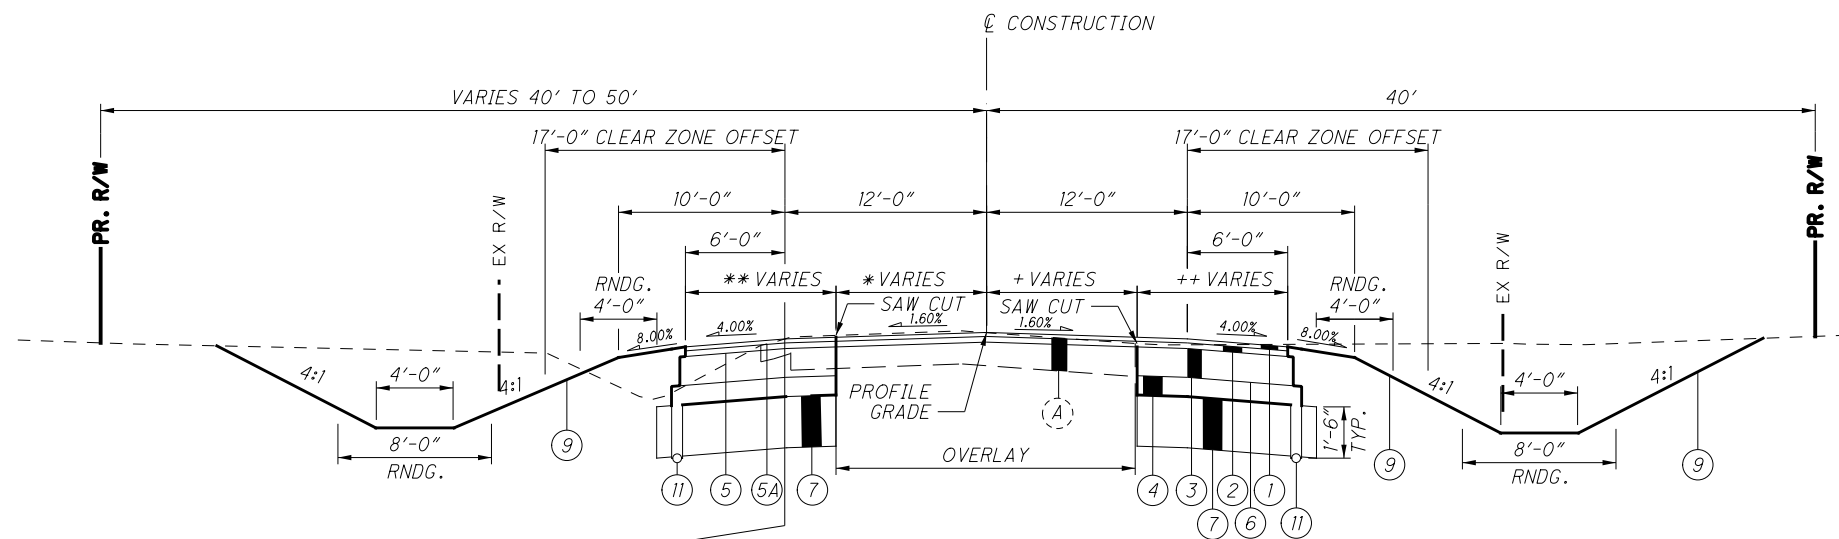 ℄ CONSTRUCTION
VARIES 40' TO 50'
40'
17'-0" CLEAR ZONE OFFSET
17'-0" CLEAR ZONE OFFSET
PR. R/W
PR. R/W
EX R/W
EX R/W
10'-0"
12'-0"
12'-0"
10'-0"
6'-0"
6'-0"
RNDG.
4'-0"
** VARIES
* VARIES
+ VARIES
++ VARIES
RNDG.
4'-0"
SAW CUT
SAW CUT
8.00%
4.00%
1.60%
1.60%
4.00%
8.00%
4:1
4'-0"
4:1
4:1
4'-0"
4:1
PROFILE
GRADE
A
1'-6"
TYP.
8'-0"
RNDG.
9
OVERLAY
9
8'-0"
RNDG.
9
11
5
5A
7
4
3
2
1
7
6
11